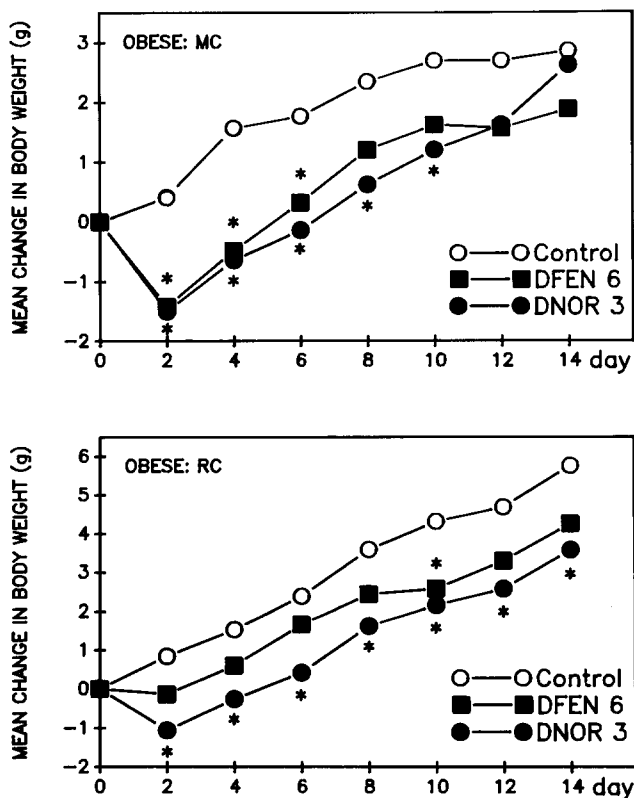 MEAN CHANGE IN BODY WEIGHT (g)
OBESE: MC
3
2
1
0
-1
-2
* * * * * * * *
Control
DFEN 6
DNOR 3
0 2 4 6 8 10 12 14 day
MEAN CHANGE IN BODY WEIGHT (g)
OBESE: RC
6
5
4
3
2
1
0
-1
-2
* * * * * * * *
Control
DFEN 6
DNOR 3
0 2 4 6 8 10 12 14 day